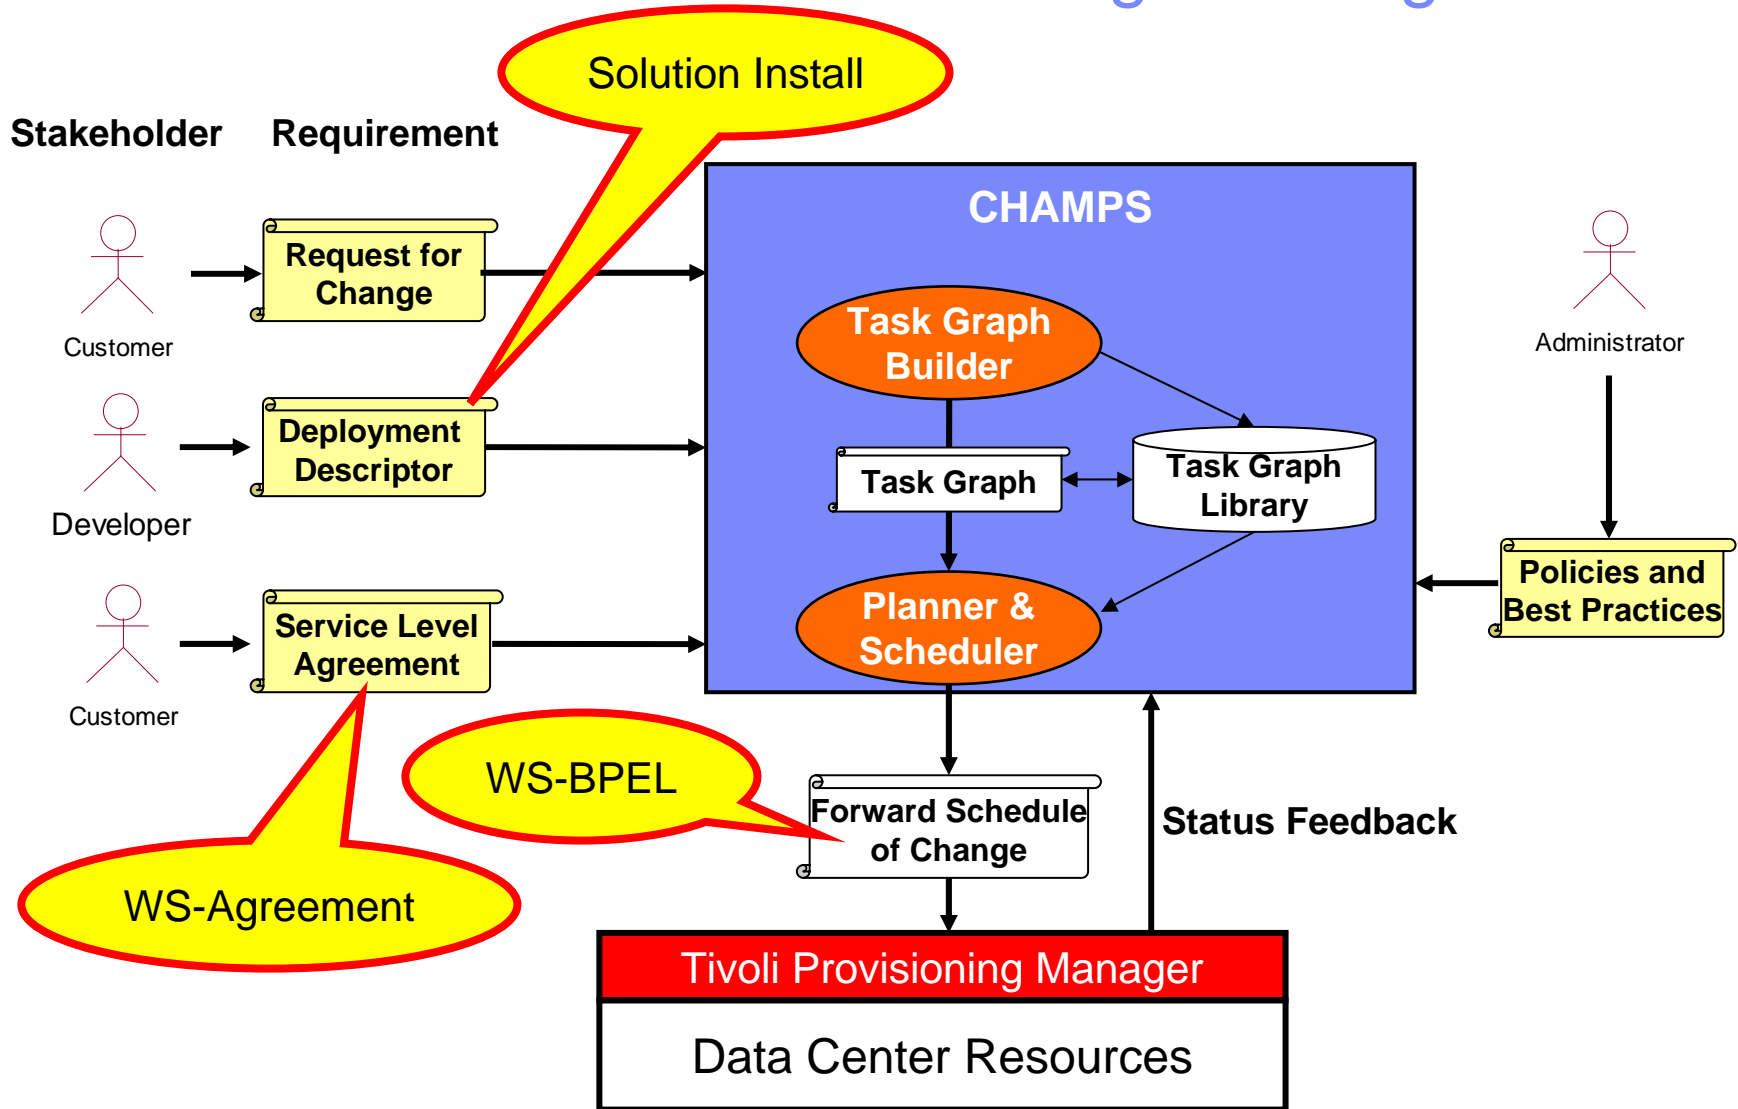 Solution Install
Stakeholder Requirement
CHAMPS
Request for
Change
Customer
Task Graph
Builder
Administrator
Deployment
Descriptor
Developer
Task Graph
Task Graph
Library
Policies and
Best Practices
Service Level
Agreement
Customer
Planner &
Scheduler
WS-BPEL
Forward Schedule
of Change
Status Feedback
WS-Agreement
Tivoli Provisioning Manager
Data Center Resources